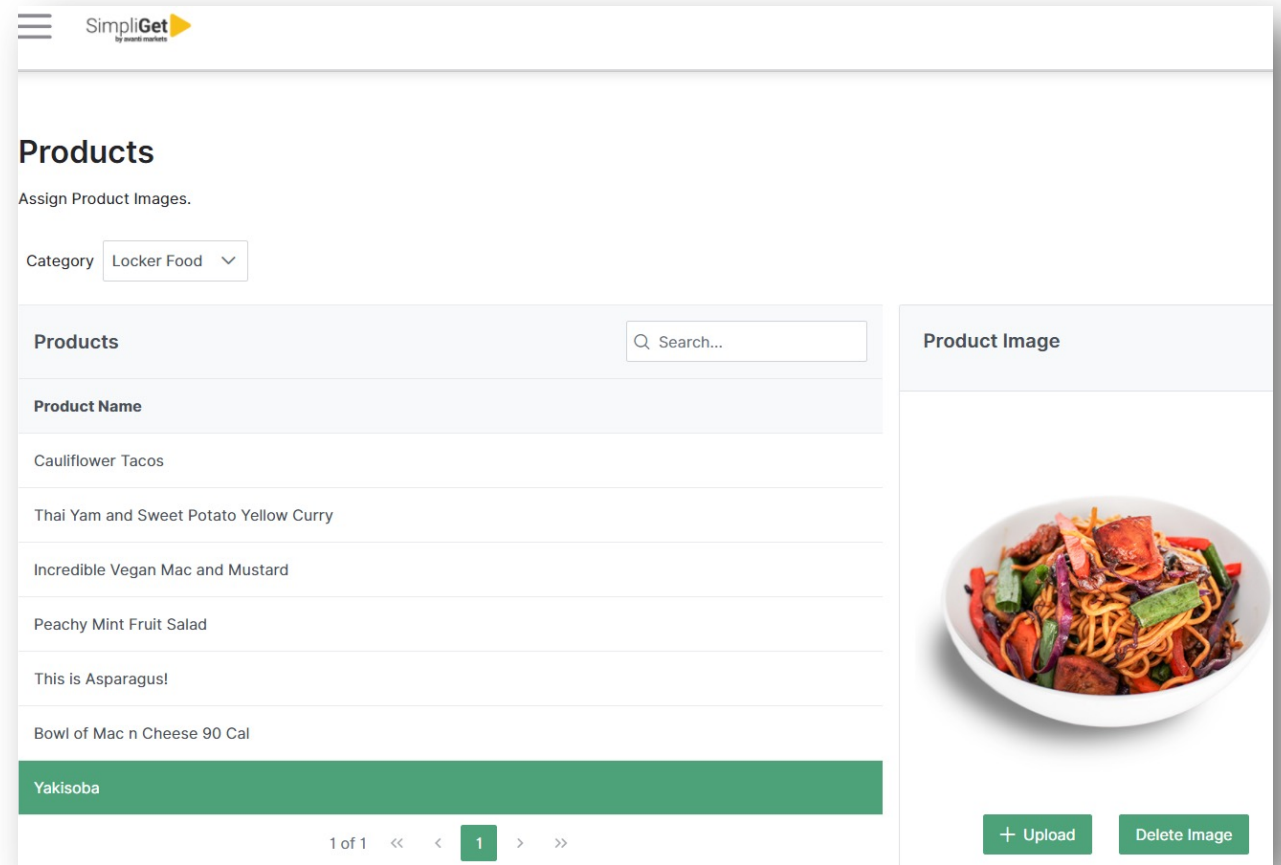 SimpliGet
by avanti markets
Products
Assign Product Images.
Category Locker Food
Products Search...
Product Name
Cauliflower Tacos
Thai Yam and Sweet Potato Yellow Curry
Incredible Vegan Mac and Mustard
Peachy Mint Fruit Salad
This is Asparagus!
Bowl of Mac n Cheese 90 Cal
Yakisoba
1 of 1 << < 1 > >>
Product Image
+ Upload Delete Image